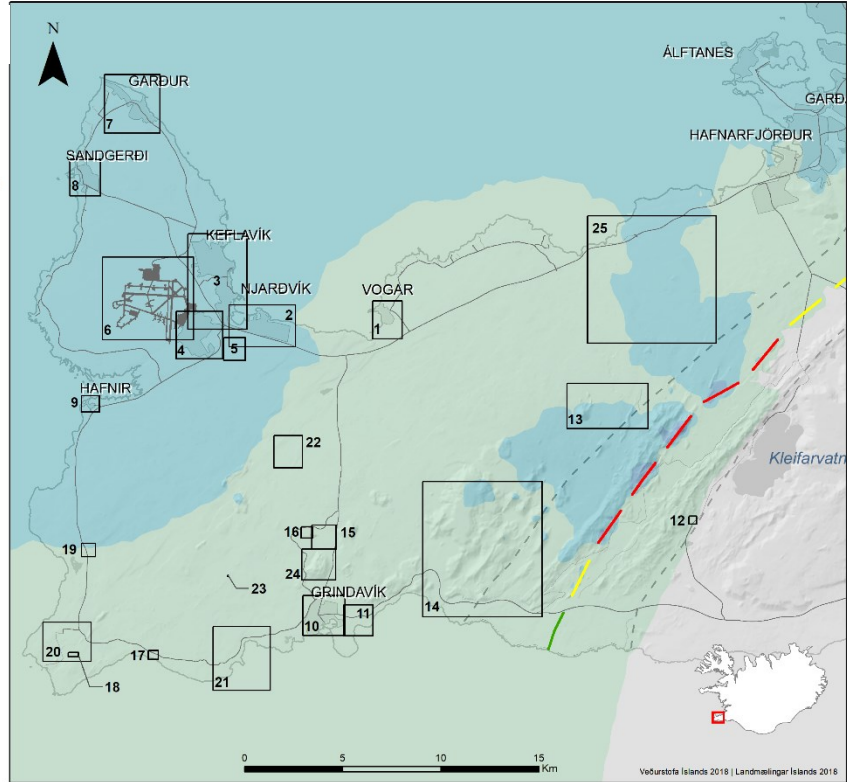 N
ÁLFTANES
GARÐUR
GARÐA
7
HAFNARFJÖRÐUR
SANDGERÐI
8
25
KEFLAVÍK
3
NJARÐVÍK
2
VOGAR
1
6
4
5
HAFNIR
9
13
22
Kleifarvatn
12
16
15
19
24
23
GRINDAVÍK
14
11
10
20
17
21
18
0 5 10 15
Km
Veðurstofa Íslands 2018 | Landmælingar Íslands 2016